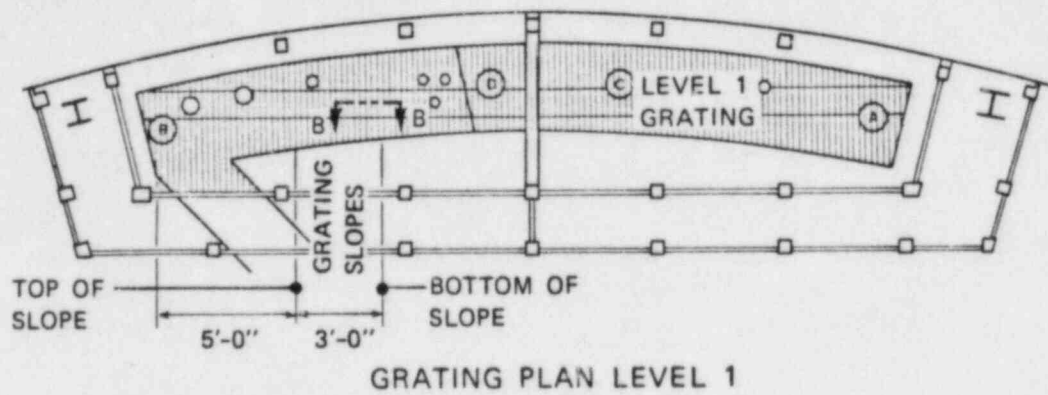 D
C
LEVEL 1
GRATING
B
B
B
A
GRATING
SLOPES
TOP OF
SLOPE
BOTTOM OF
SLOPE
5'-0"
3'-0"
GRATING PLAN LEVEL 1